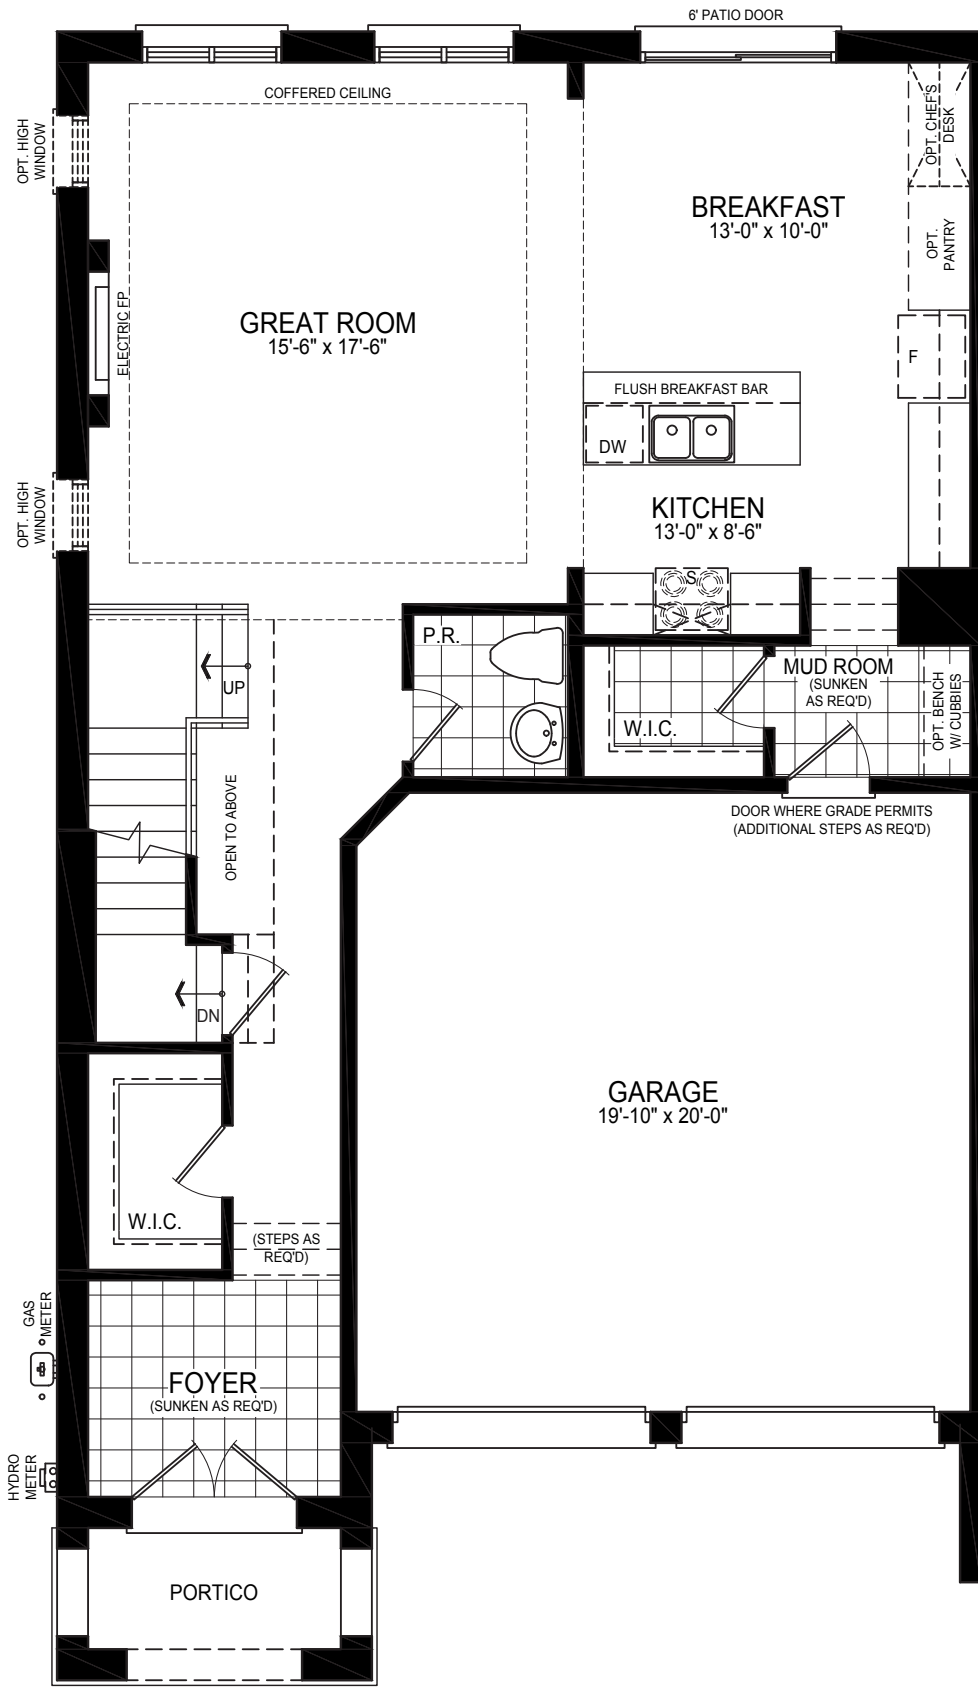 6' PATIO DOOR
COFFERED CEILING
OPT. HIGH
WINDOW
OPT. CHEF'S
DESK
BREAKFAST
13'-0" x 10'-0"
OPT.
PANTRY
ELECTRIC FP
GREAT ROOM
15'-6" x 17'-6"
F
FLUSH BREAKFAST BAR
DW
OPT. HIGH
WINDOW
KITCHEN
13'-0" x 8'-6"
S
P.R.
UP
MUD ROOM
(SUNKEN
AS REQ'D)
W.I.C.
OPT. BENCH
W/ CUBBIES
OPEN TO ABOVE
DOOR WHERE GRADE PERMITS
(ADDITIONAL STEPS AS REQ'D)
DN
GARAGE
19'-10" x 20'-0"
W.I.C.
(STEPS AS
REQ'D)
GAS
METER
FOYER
(SUNKEN AS REQ'D)
HYDRO
METER
PORTICO